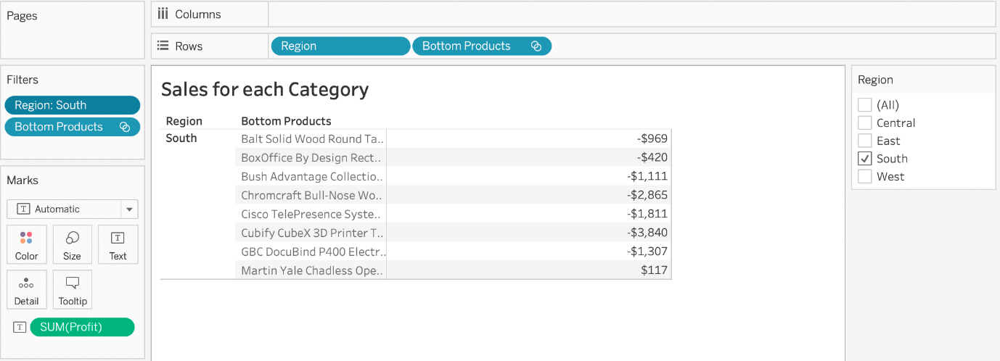 Pages
Columns
Rows Region Bottom Products
Filters
Region: South
Bottom Products
Marks
Automatic
Color Size Text
Detail Tooltip
SUM(Profit)
Sales for each Category
Region Bottom Products
South Balt Solid Wood Round Ta.. -$969
BoxOffice By Design Rect.. -$420
Bush Advantage Collectio.. -$1,111
Chromcraft Bull-Nose Wo.. -$2,865
Cisco TelePresence Syste.. -$1,811
Cubify CubeX 3D Printer T.. -$3,840
GBC DocuBind P400 Electr.. -$1,307
Martin Yale Chadless Ope.. $117
Region
(All)
Central
East
South
West